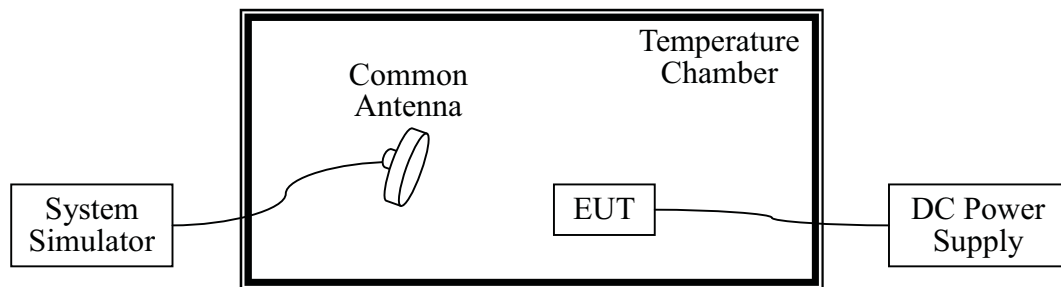 Temperature
Chamber
Common
Antenna
System
Simulator
EUT
DC Power
Supply